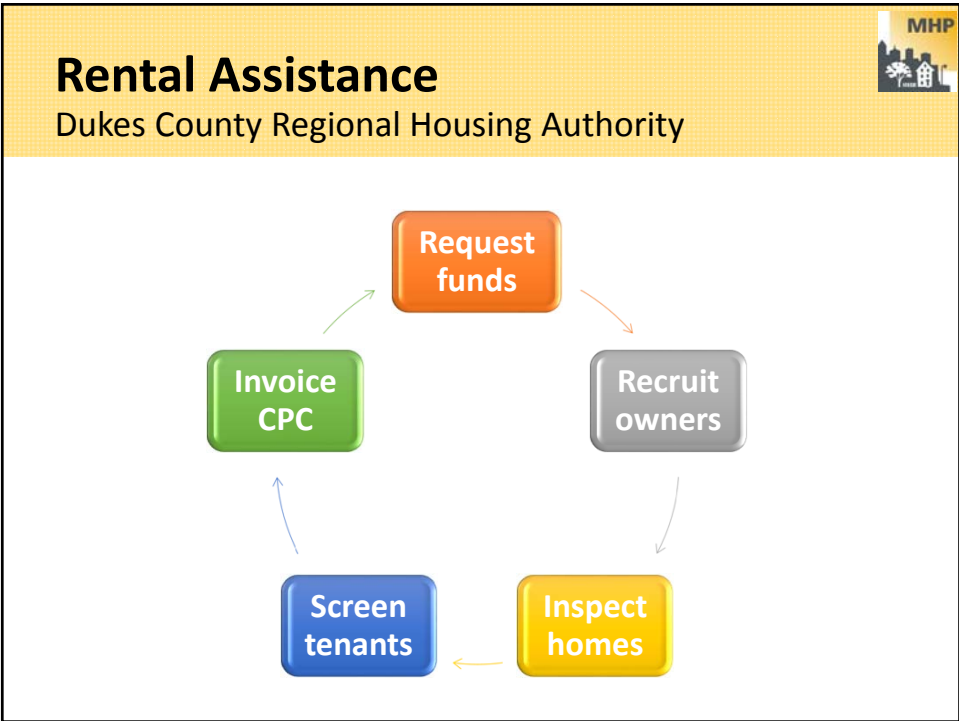 Rental Assistance
Dukes County Regional Housing Authority
MHP
Request
funds
Recruit
owners
Inspect
homes
Screen
tenants
Invoice
CPC